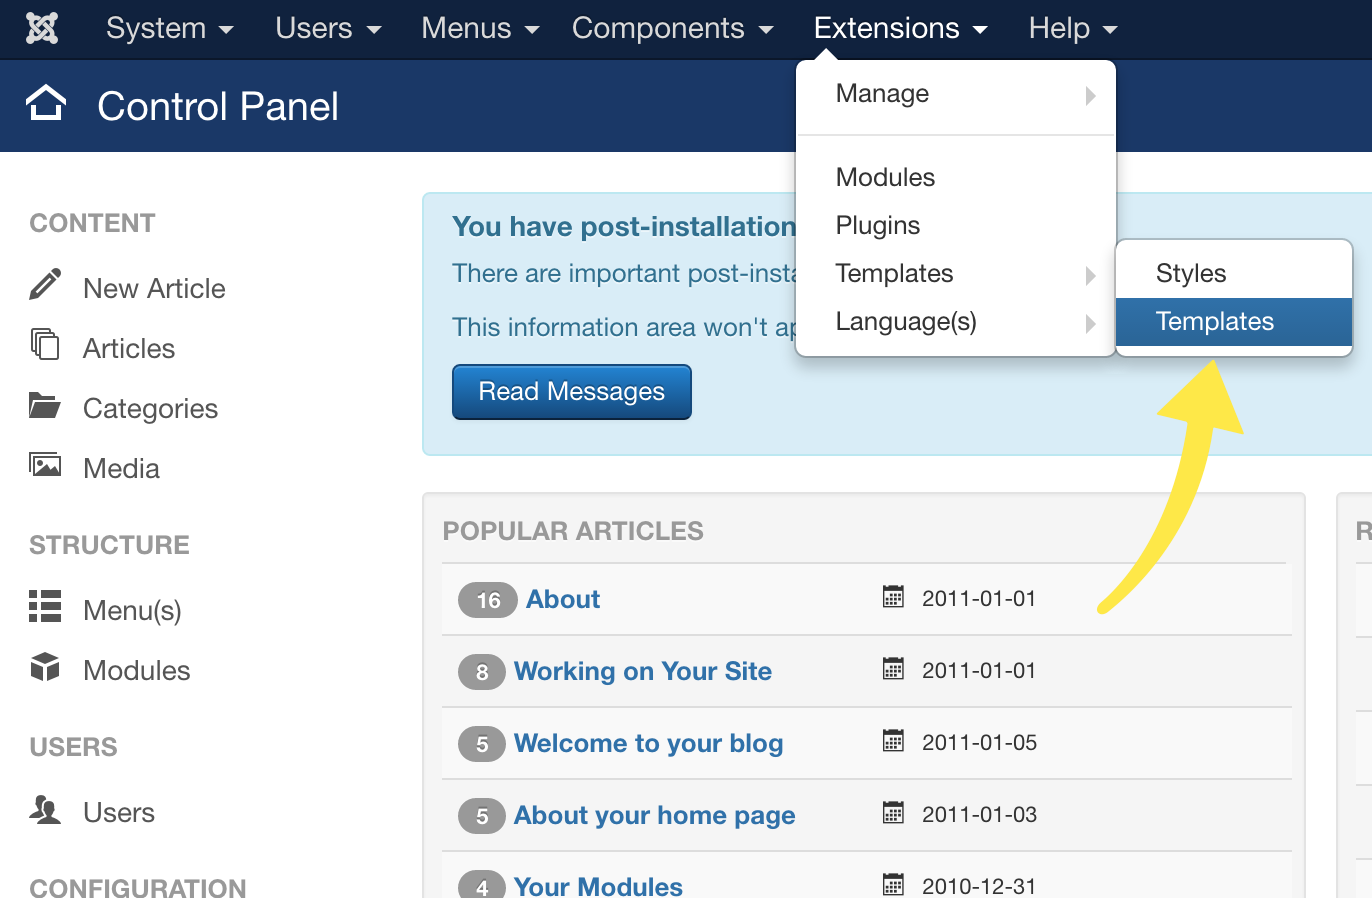 System Users Menus Components Extensions Help
Control Panel
Manage
Modules
Plugins
Templates
Language(s)
Styles
Templates
CONTENT
New Article
Articles
Categories
Media
STRUCTURE
Menu(s)
Modules
USERS
Users
CONFIGURATION
You have post-installation
There are important post-insta
This information area won't ap
Read Messages
POPULAR ARTICLES
16 About 2011-01-01
8 Working on Your Site 2011-01-01
5 Welcome to your blog 2011-01-05
5 About your home page 2011-01-03
4 Your Modules 2010-12-31
R